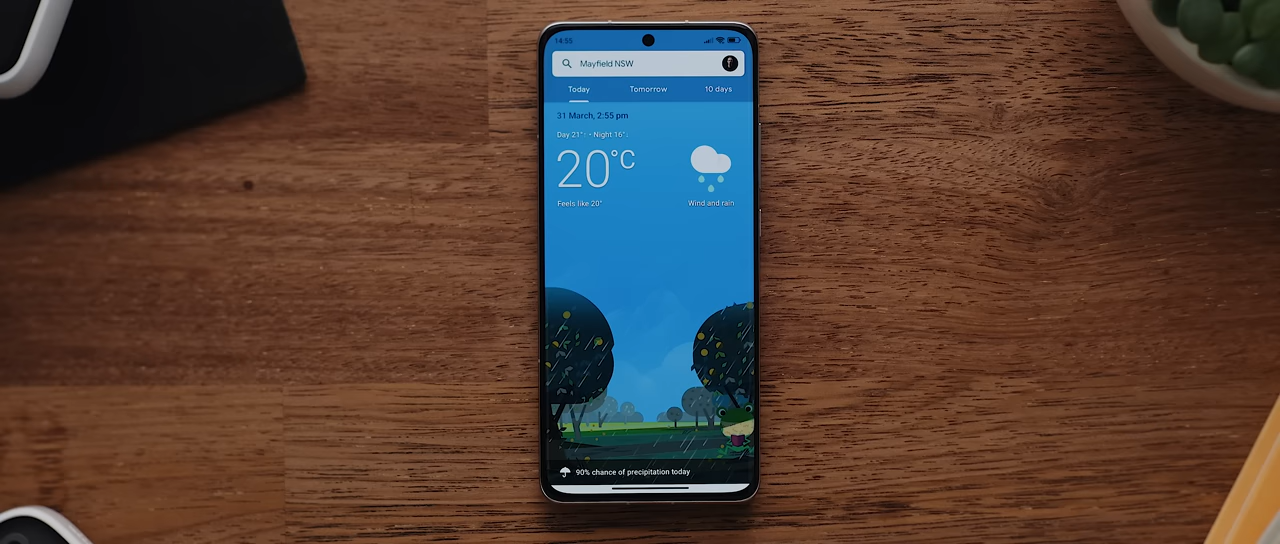 14:55
Mayfield NSW
Today Tomorrow 10 days
31 March, 2:55 pm
Day 21°↑ • Night 16°↓
20°C
Feels like 20°
Wind and rain
90% chance of precipitation today